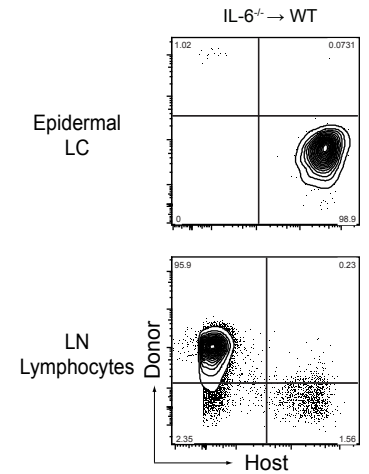 IL-6-/- → WT
1.02 0.0731
Epidermal
LC
0 98.9
95.9 0.23
LN
Lymphocytes
Donor
2.35 1.56
Host